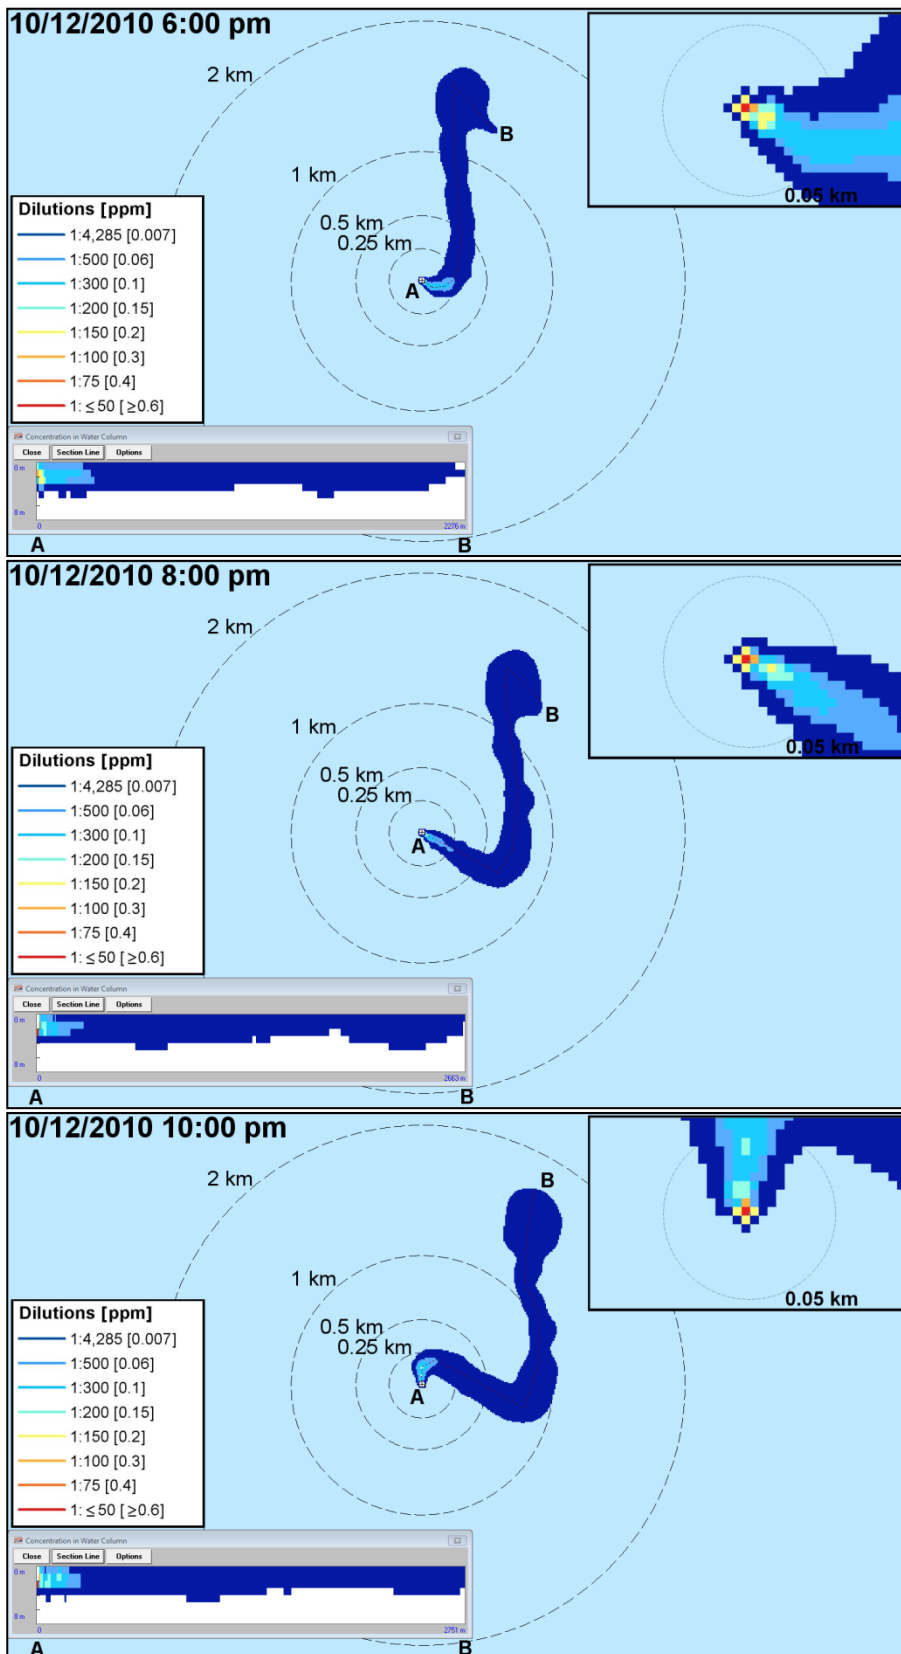 10/12/2010 6:00 pm
2 km
1 km
0.5 km
0.25 km
A
B
0.05 km
Dilutions [ppm]
1:4,285 [0.007]
1:500 [0.06]
1:300 [0.1]
1:200 [0.15]
1:150 [0.2]
1:100 [0.3]
1:75 [0.4]
1: ≤50 [≥0.6]
Concentration in Water Column
Close Section Line Options
0 m
8 m
0 2276 m
A B
10/12/2010 8:00 pm
2 km
1 km
0.5 km
0.25 km
A
B
0.05 km
Dilutions [ppm]
1:4,285 [0.007]
1:500 [0.06]
1:300 [0.1]
1:200 [0.15]
1:150 [0.2]
1:100 [0.3]
1:75 [0.4]
1: ≤50 [≥0.6]
Concentration in Water Column
Close Section Line Options
0 m
8 m
0 2663 m
A B
10/12/2010 10:00 pm
2 km
1 km
0.5 km
0.25 km
A
B
0.05 km
Dilutions [ppm]
1:4,285 [0.007]
1:500 [0.06]
1:300 [0.1]
1:200 [0.15]
1:150 [0.2]
1:100 [0.3]
1:75 [0.4]
1: ≤50 [≥0.6]
Concentration in Water Column
Close Section Line Options
0 m
8 m
0 2751 m
A B